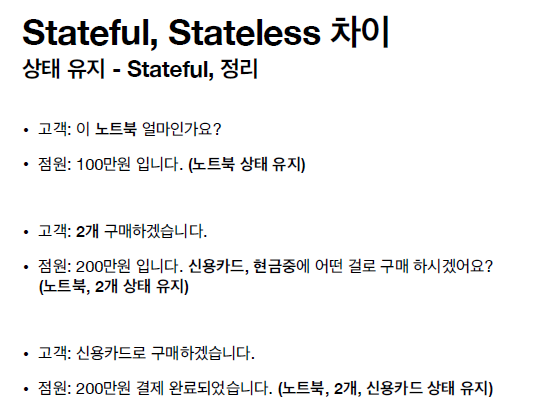 Stateful, Stateless 차이
상태 유지 - Stateful, 정리
• 고객: 이 노트북 얼마인가요?
• 점원: 100만원 입니다. (노트북 상태 유지)
• 고객: 2개 구매하겠습니다.
• 점원: 200만원 입니다. 신용카드, 현금중에 어떤 걸로 구매 하시겠어요?
(노트북, 2개 상태 유지)
• 고객: 신용카드로 구매하겠습니다.
• 점원: 200만원 결제 완료되었습니다. (노트북, 2개, 신용카드 상태 유지)